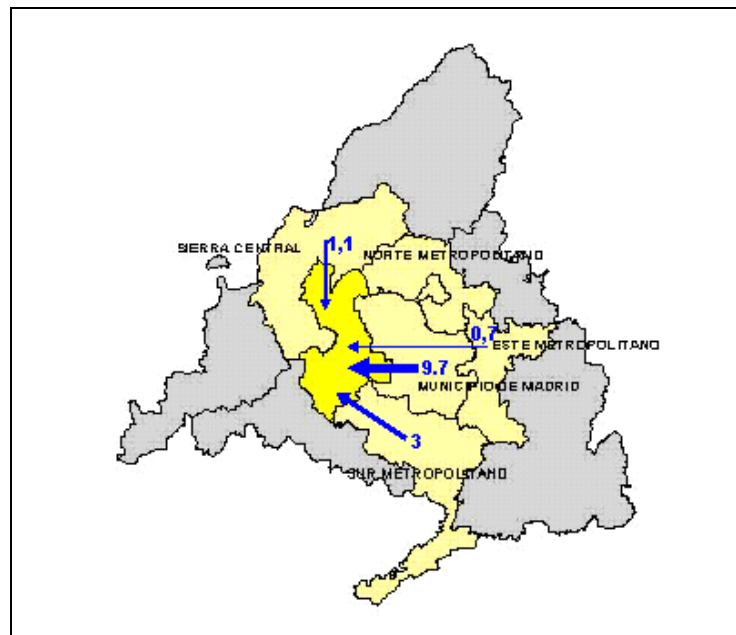 1,1
SIERRA CENTRAL
NORTE METROPOLITANO
0,7
ESTE METROPOLITANO
9.7
MUNICIPIO DE MADRID
3
SUR METROPOLITANO